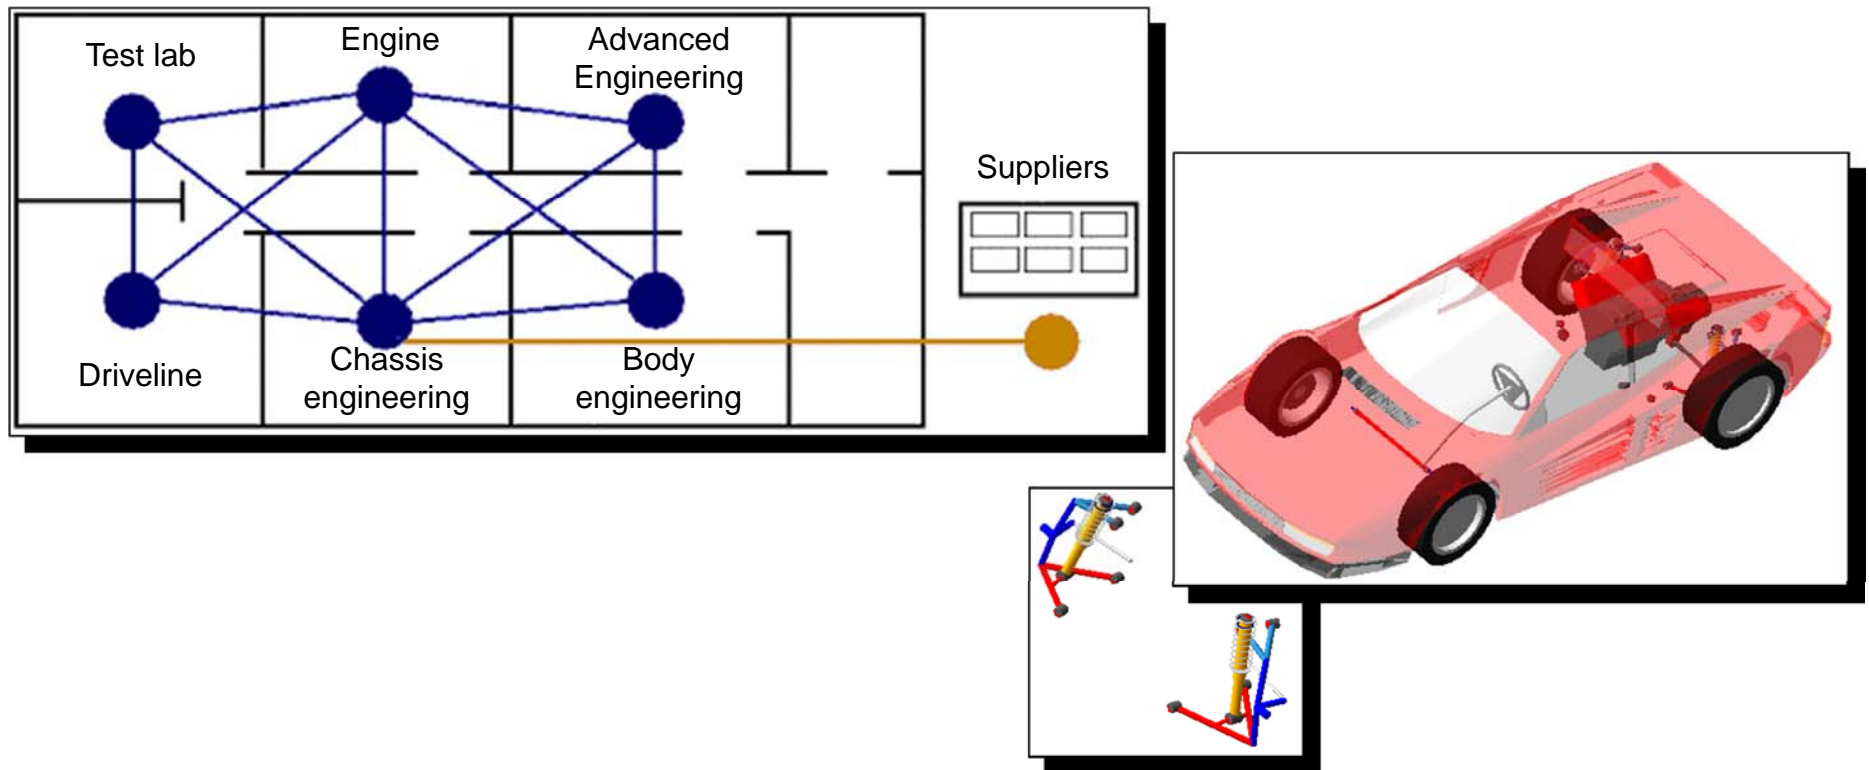 Test lab
Engine
Advanced
Engineering
Suppliers
Driveline
Chassis
engineering
Body
engineering